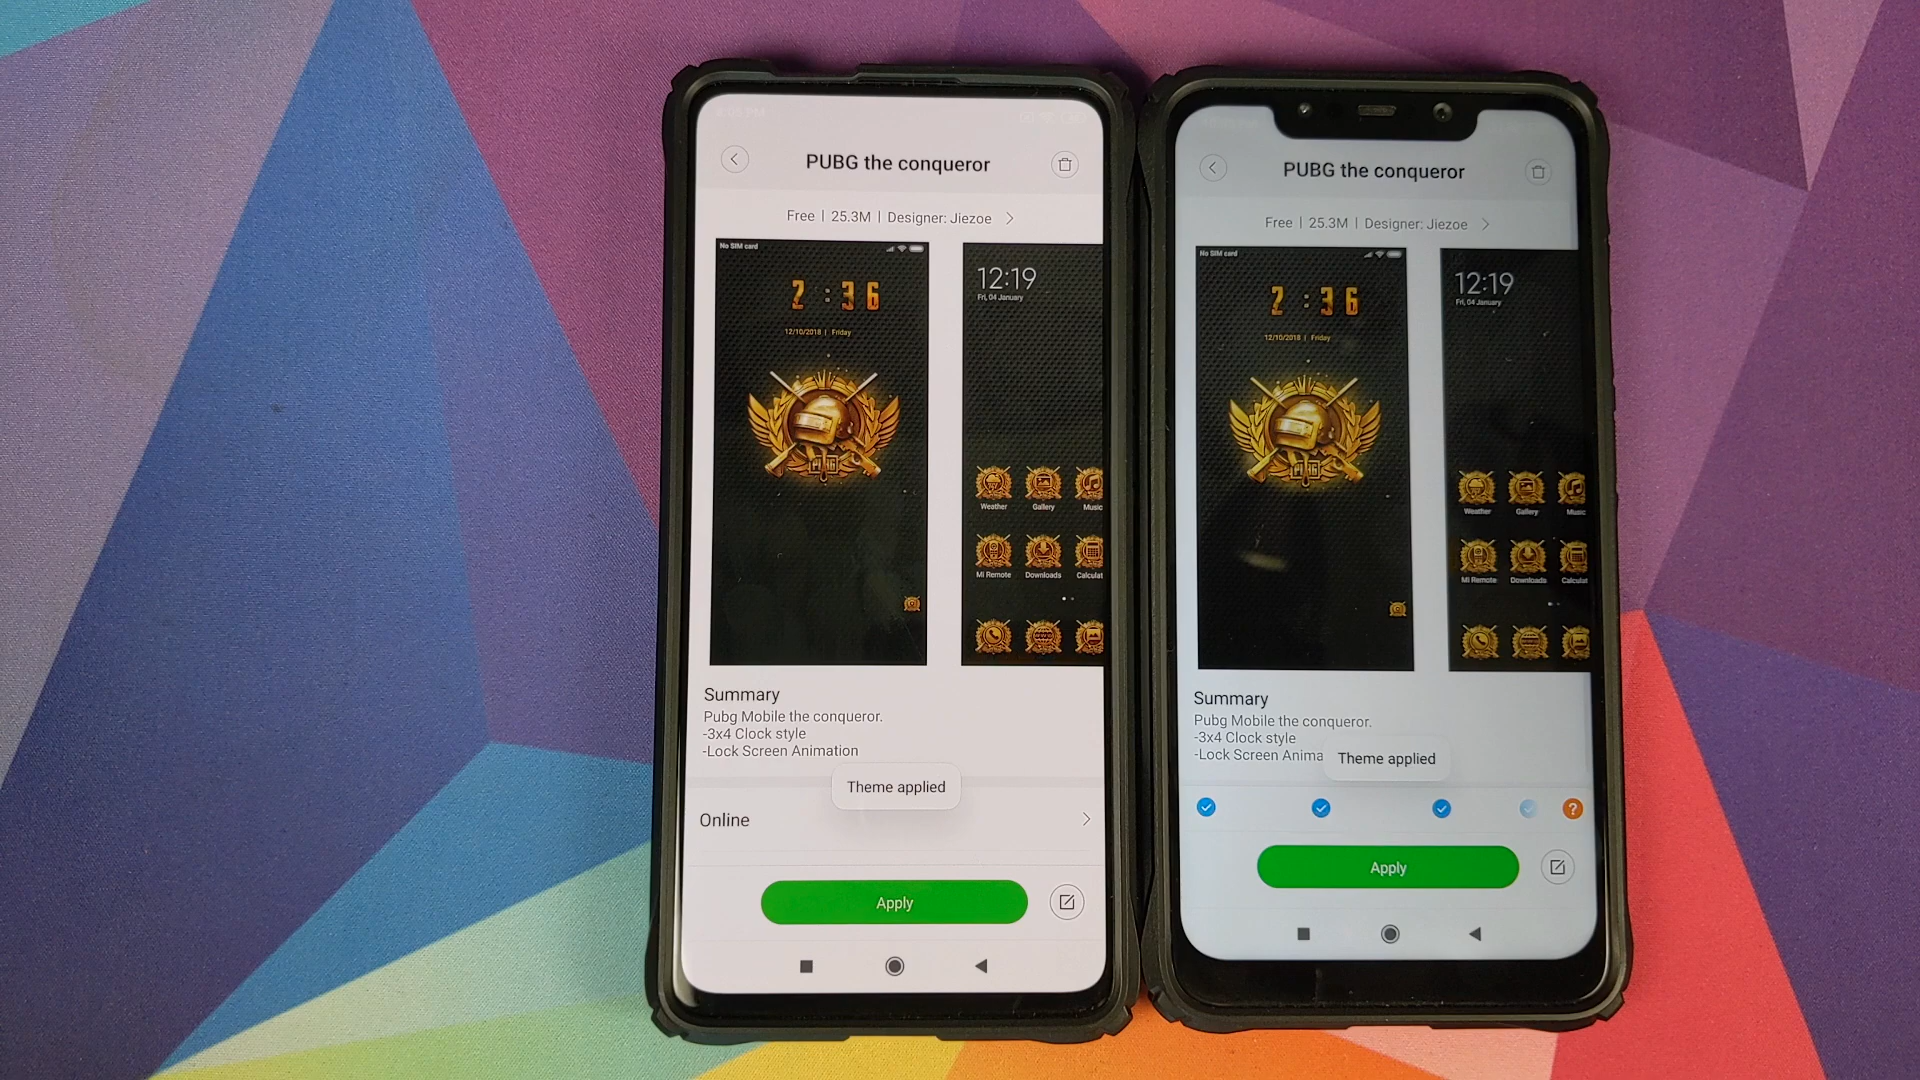 PUBG the conqueror
Free | 25.3M | Designer: Jiezoe
No SIM card
2:36
12/10/2018 | Friday
PUBG
12:19
Fri, 04 January
Weather
Gallery
Music
Mi Remote
Downloads
Calculat
Summary
Pubg Mobile the conqueror.
-3x4 Clock style
-Lock Screen Animation
Theme applied
Online
Apply
PUBG the conqueror
Free | 25.3M | Designer: Jiezoe
No SIM card
2:36
12/10/2018 | Friday
12:19
Fri, 04 January
Weather
Gallery
Music
Mi Remote
Downloads
Calculat
Summary
Pubg Mobile the conqueror.
-3x4 Clock style
-Lock Screen Anima
Theme applied
?
Apply